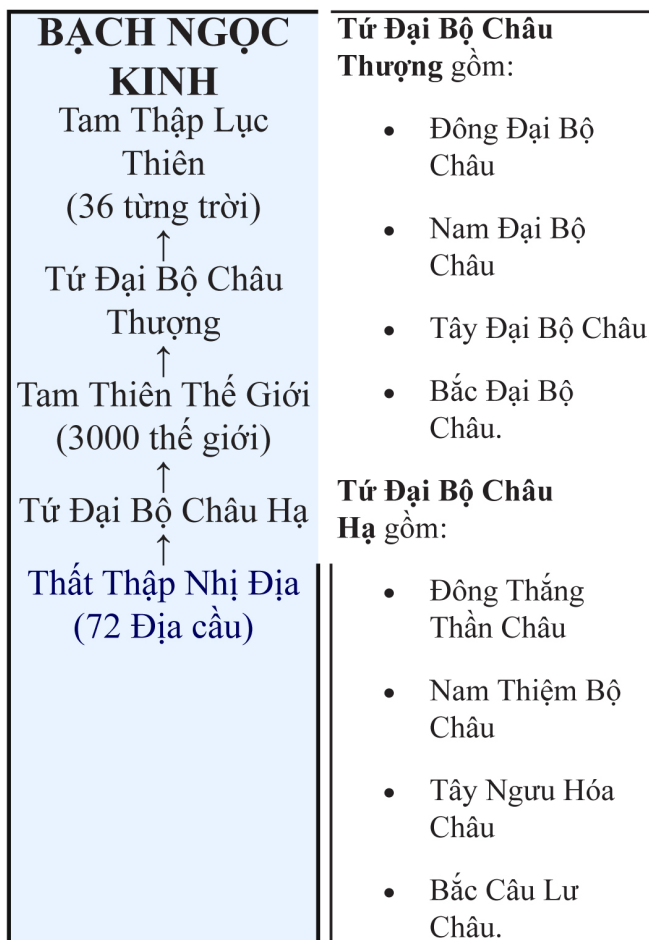 BẠCH NGỌC
KINH
Tam Thập Lục
Thiên
(36 từng trời)
↑
Tứ Đại Bộ Châu
Thượng
↑
Tam Thiên Thế Giới
(3000 thế giới)
↑
Tứ Đại Bộ Châu Hạ
↑
Thất Thập Nhị Địa
(72 Địa cầu)
Tứ Đại Bộ Châu
Thượng gồm:
• Đông Đại Bộ
Châu
• Nam Đại Bộ
Châu
• Tây Đại Bộ Châu
• Bắc Đại Bộ
Châu.
Tứ Đại Bộ Châu
Hạ gồm:
• Đông Thắng
Thần Châu
• Nam Thiệm Bộ
Châu
• Tây Ngưu Hóa
Châu
• Bắc Câu Lư
Châu.